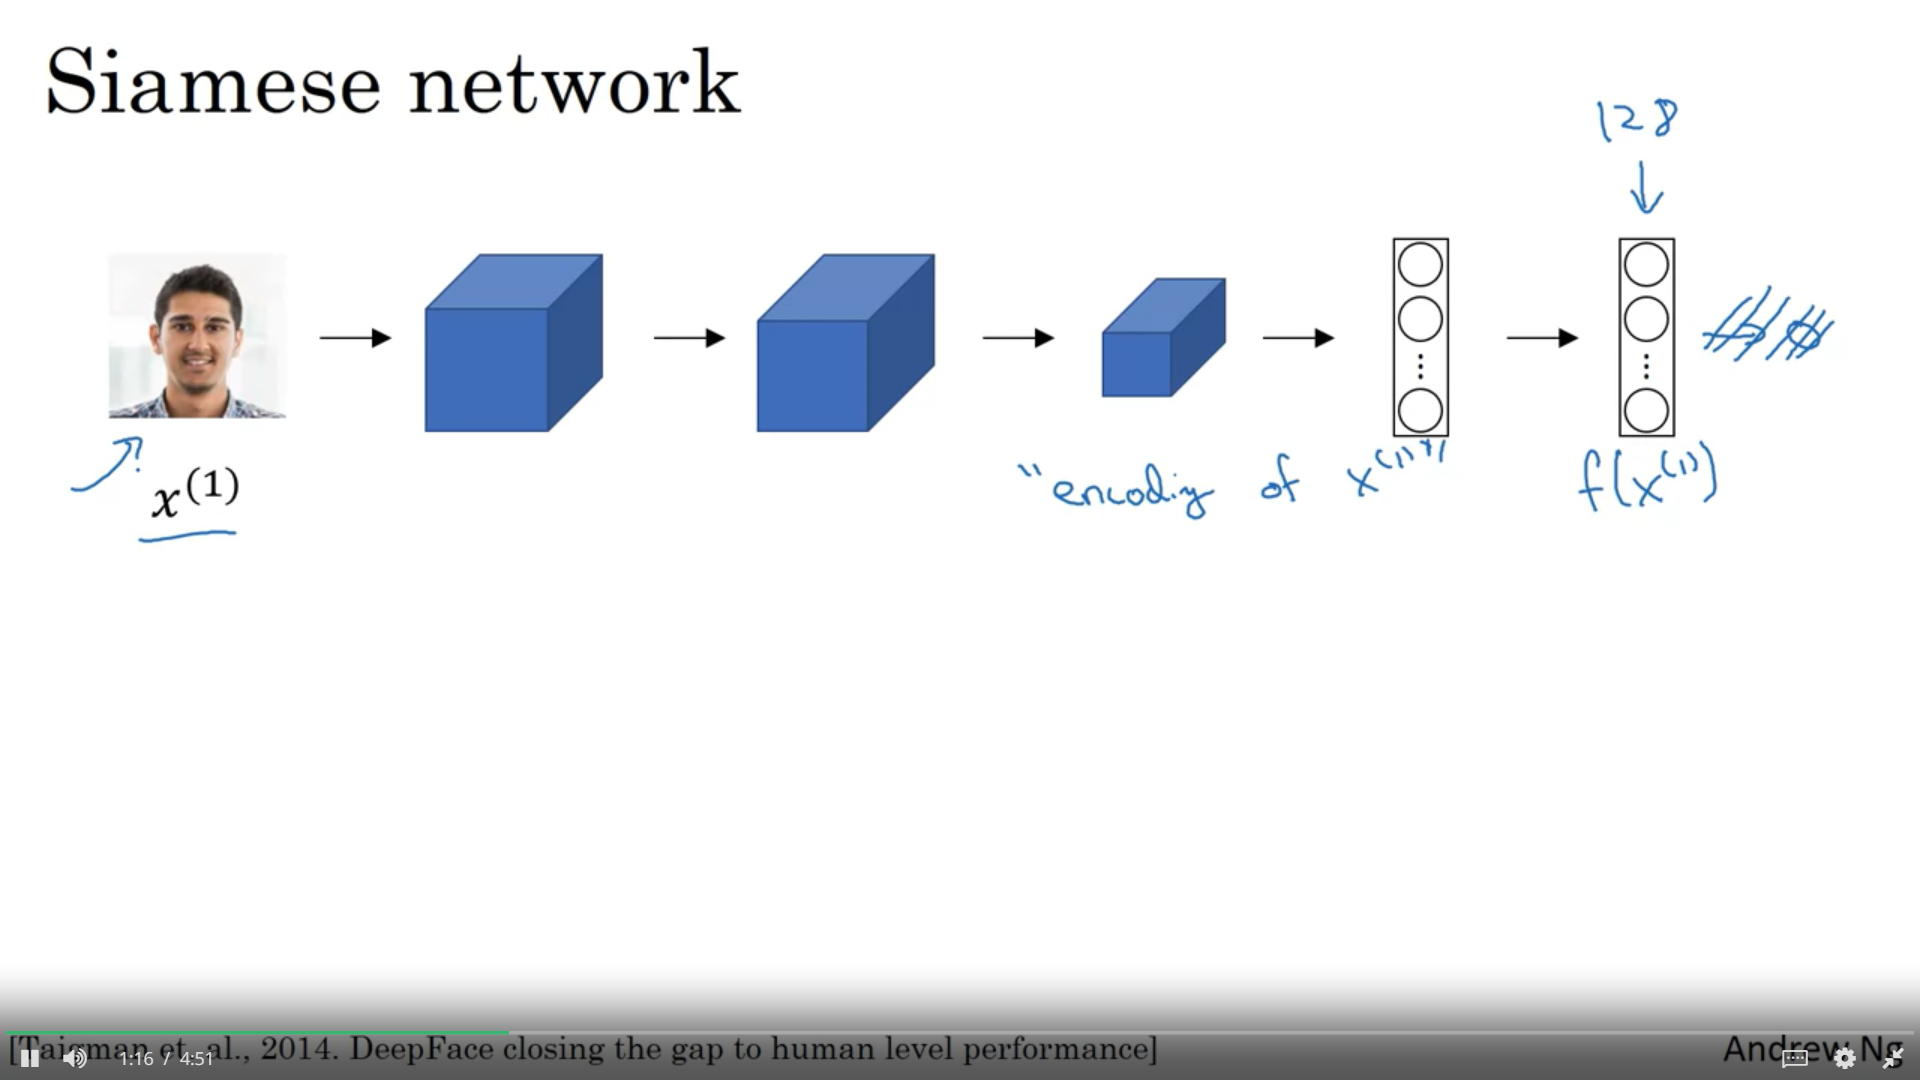 Siamese network
128
x⁽¹⁾
"encoding of x⁽¹⁾"
f(x⁽¹⁾)
[Taigman et. al., 2014. DeepFace closing the gap to human level performance]
Andrew Ng
1:16 / 4:51